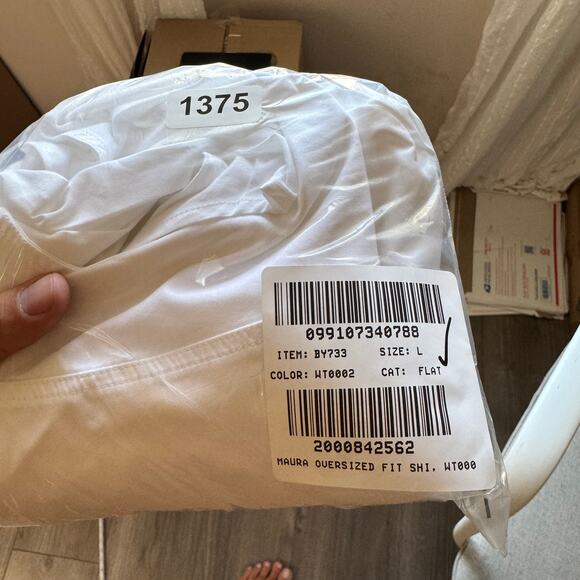 1375
099107340788
ITEM: BY733 SIZE: L
COLOR: WT0002 CAT: FLAT
2000842562
MAURA OVERSIZED FIT SHI, WT000